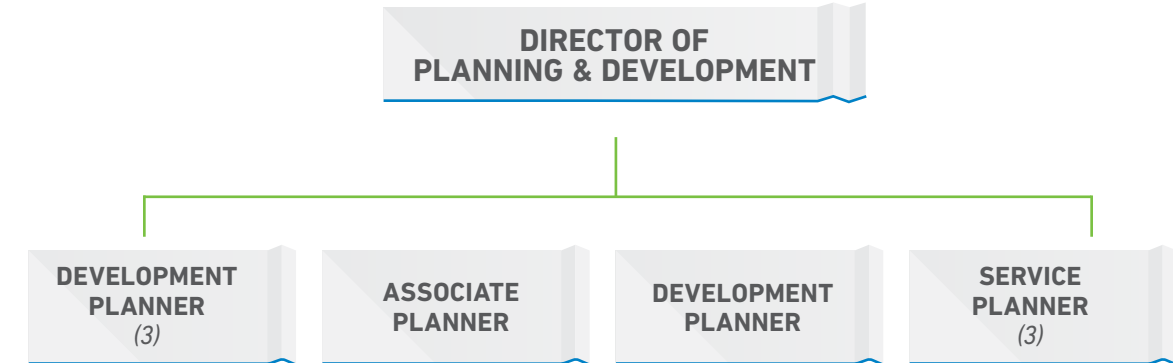 DIRECTOR OF
PLANNING & DEVELOPMENT
DEVELOPMENT
PLANNER
(3)
ASSOCIATE
PLANNER
DEVELOPMENT
PLANNER
SERVICE
PLANNER
(3)